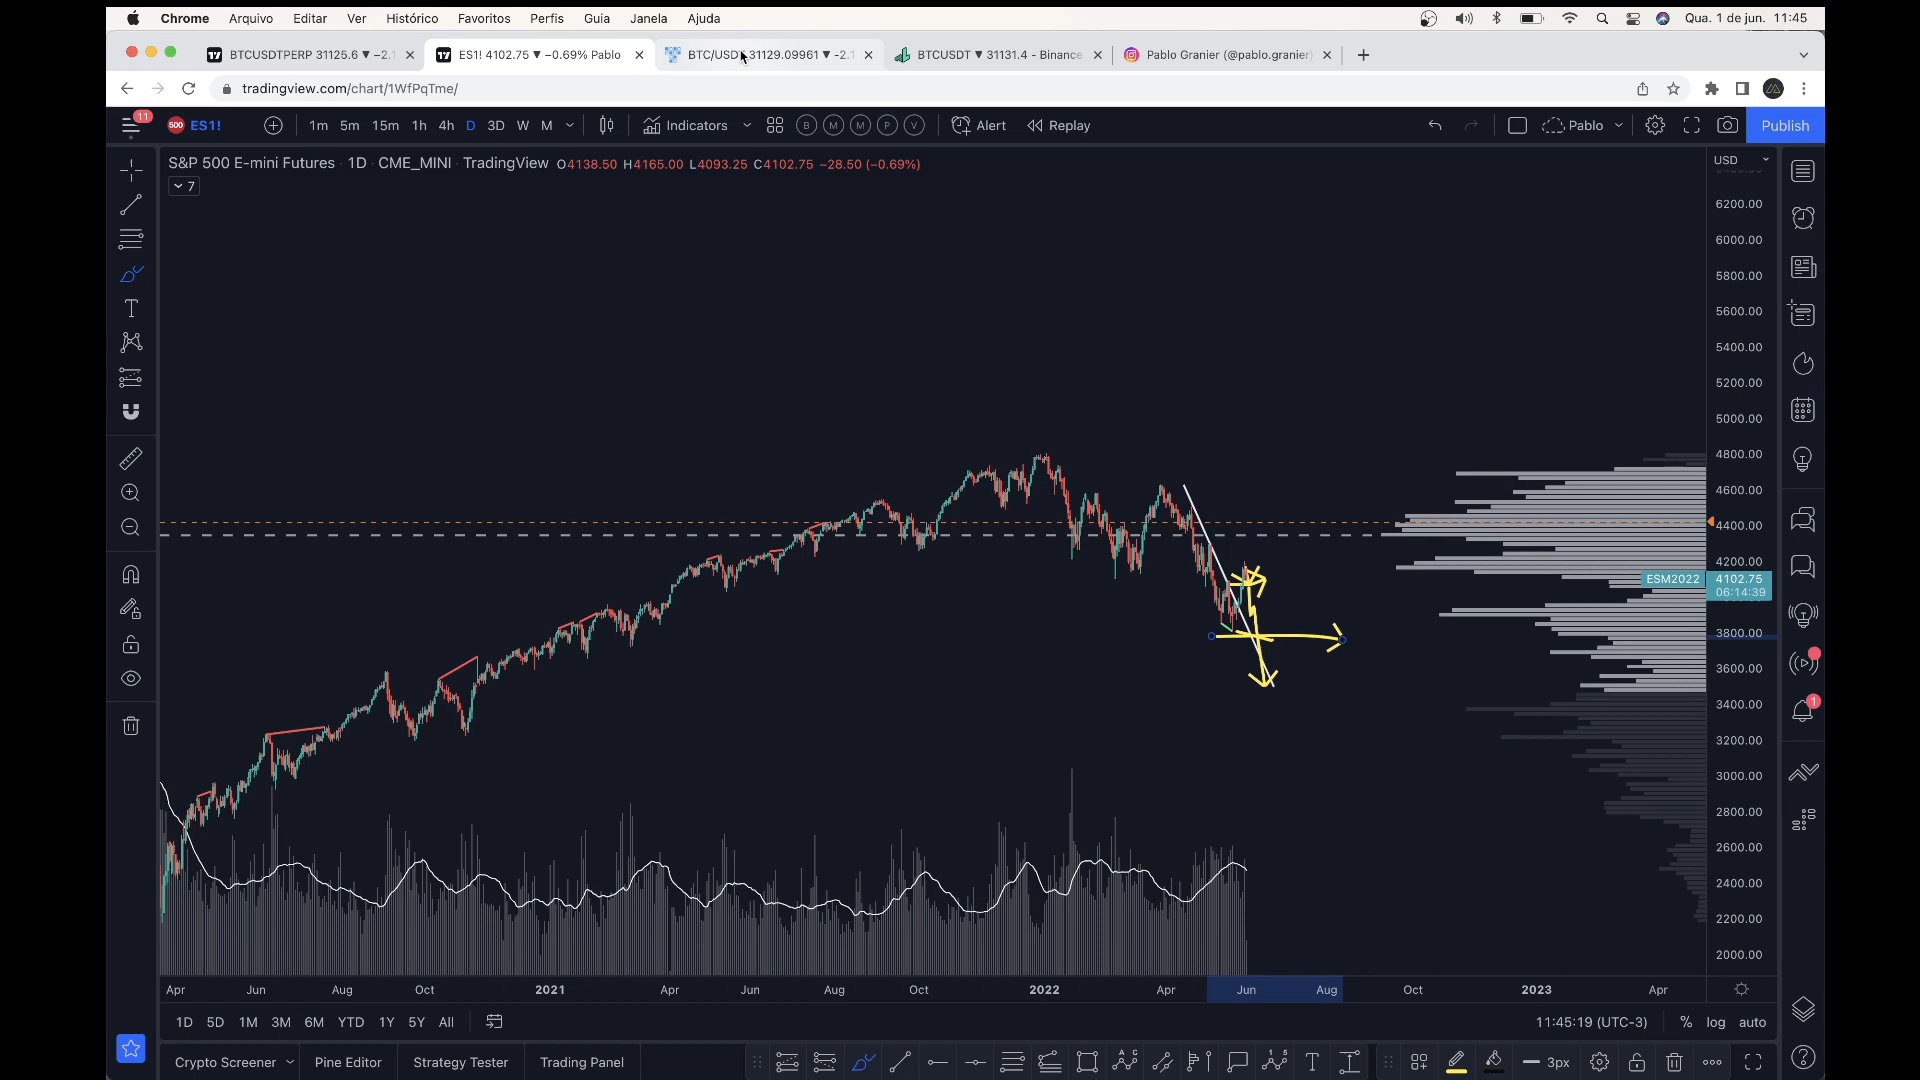 Chrome Arquivo Editar Ver Histórico Favoritos Perfis Guia Janela Ajuda Qua. 1 de jun. 11:45
BTCUSDTPERP 31125.6 ▼ −2.1 ES1! 4102.75 ▼ −0.69% Pablo BTC/USDT 31129.09961 ▼ -2.1 BTCUSDT ▼ 31131.4 - Binance Pablo Granier (@pablo.granier)
tradingview.com/chart/1WfPqTme/
11 500 ES1! 1m 5m 15m 1h 4h D 3D W M Indicators B M M P V Alert Replay Pablo Publish
S&P 500 E-mini Futures · 1D · CME_MINI · TradingView O4138.50 H4165.00 L4093.25 C4102.75 −28.50 (−0.69%)
USD
7
6200.00
6000.00
5800.00
5600.00
5400.00
5200.00
5000.00
4800.00
4600.00
4400.00
4200.00
ESM2022 4102.75
06:14:39
3800.00
3600.00
3400.00
3200.00
3000.00
2800.00
2600.00
2400.00
2200.00
2000.00
1
Apr Jun Aug Oct 2021 Apr Jun Aug Oct 2022 Apr Jun Aug Oct 2023 Apr
1D 5D 1M 3M 6M YTD 1Y 5Y All 11:45:19 (UTC-3) % log auto
Crypto Screener Pine Editor Strategy Tester Trading Panel 3px